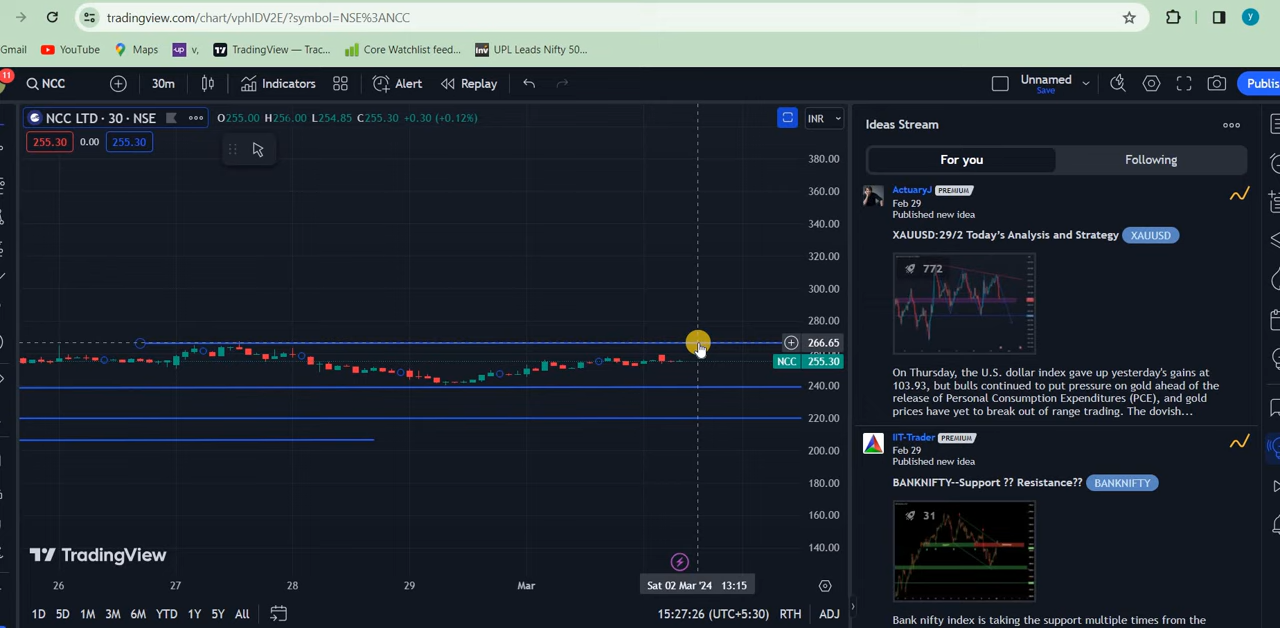 tradingview.com/chart/vphIDV2E/?symbol=NSE%3ANCC
Y
Gmail YouTube Maps up v, TradingView — Trac... Core Watchlist feed... inv UPL Leads Nifty 50...
11
NCC 30m Indicators Alert Replay Unnamed Save Publis
NCC LTD · 30 · NSE O255.00 H256.00 L254.85 C255.30 +0.30 (+0.12%) INR
255.30 0.00 255.30
380.00
360.00
340.00
320.00
300.00
280.00
266.65
NCC 255.30
240.00
220.00
200.00
180.00
160.00
140.00
TradingView
26 27 28 29 Mar Sat 02 Mar '24 13:15
1D 5D 1M 3M 6M YTD 1Y 5Y All 15:27:26 (UTC+5:30) RTH ADJ
Ideas Stream
For you Following
ActuaryJ PREMIUM
Feb 29
Published new idea
XAUUSD:29/2 Today's Analysis and Strategy XAUUSD
772
On Thursday, the U.S. dollar index gave up yesterday's gains at
103.93, but bulls continued to put pressure on gold ahead of the
release of Personal Consumption Expenditures (PCE), and gold
prices have yet to break out of range trading. The dovish...
IIT-Trader PREMIUM
Feb 29
Published new idea
BANKNIFTY--Support ?? Resistance?? BANKNIFTY
31
Bank nifty index is taking the support multiple times from the